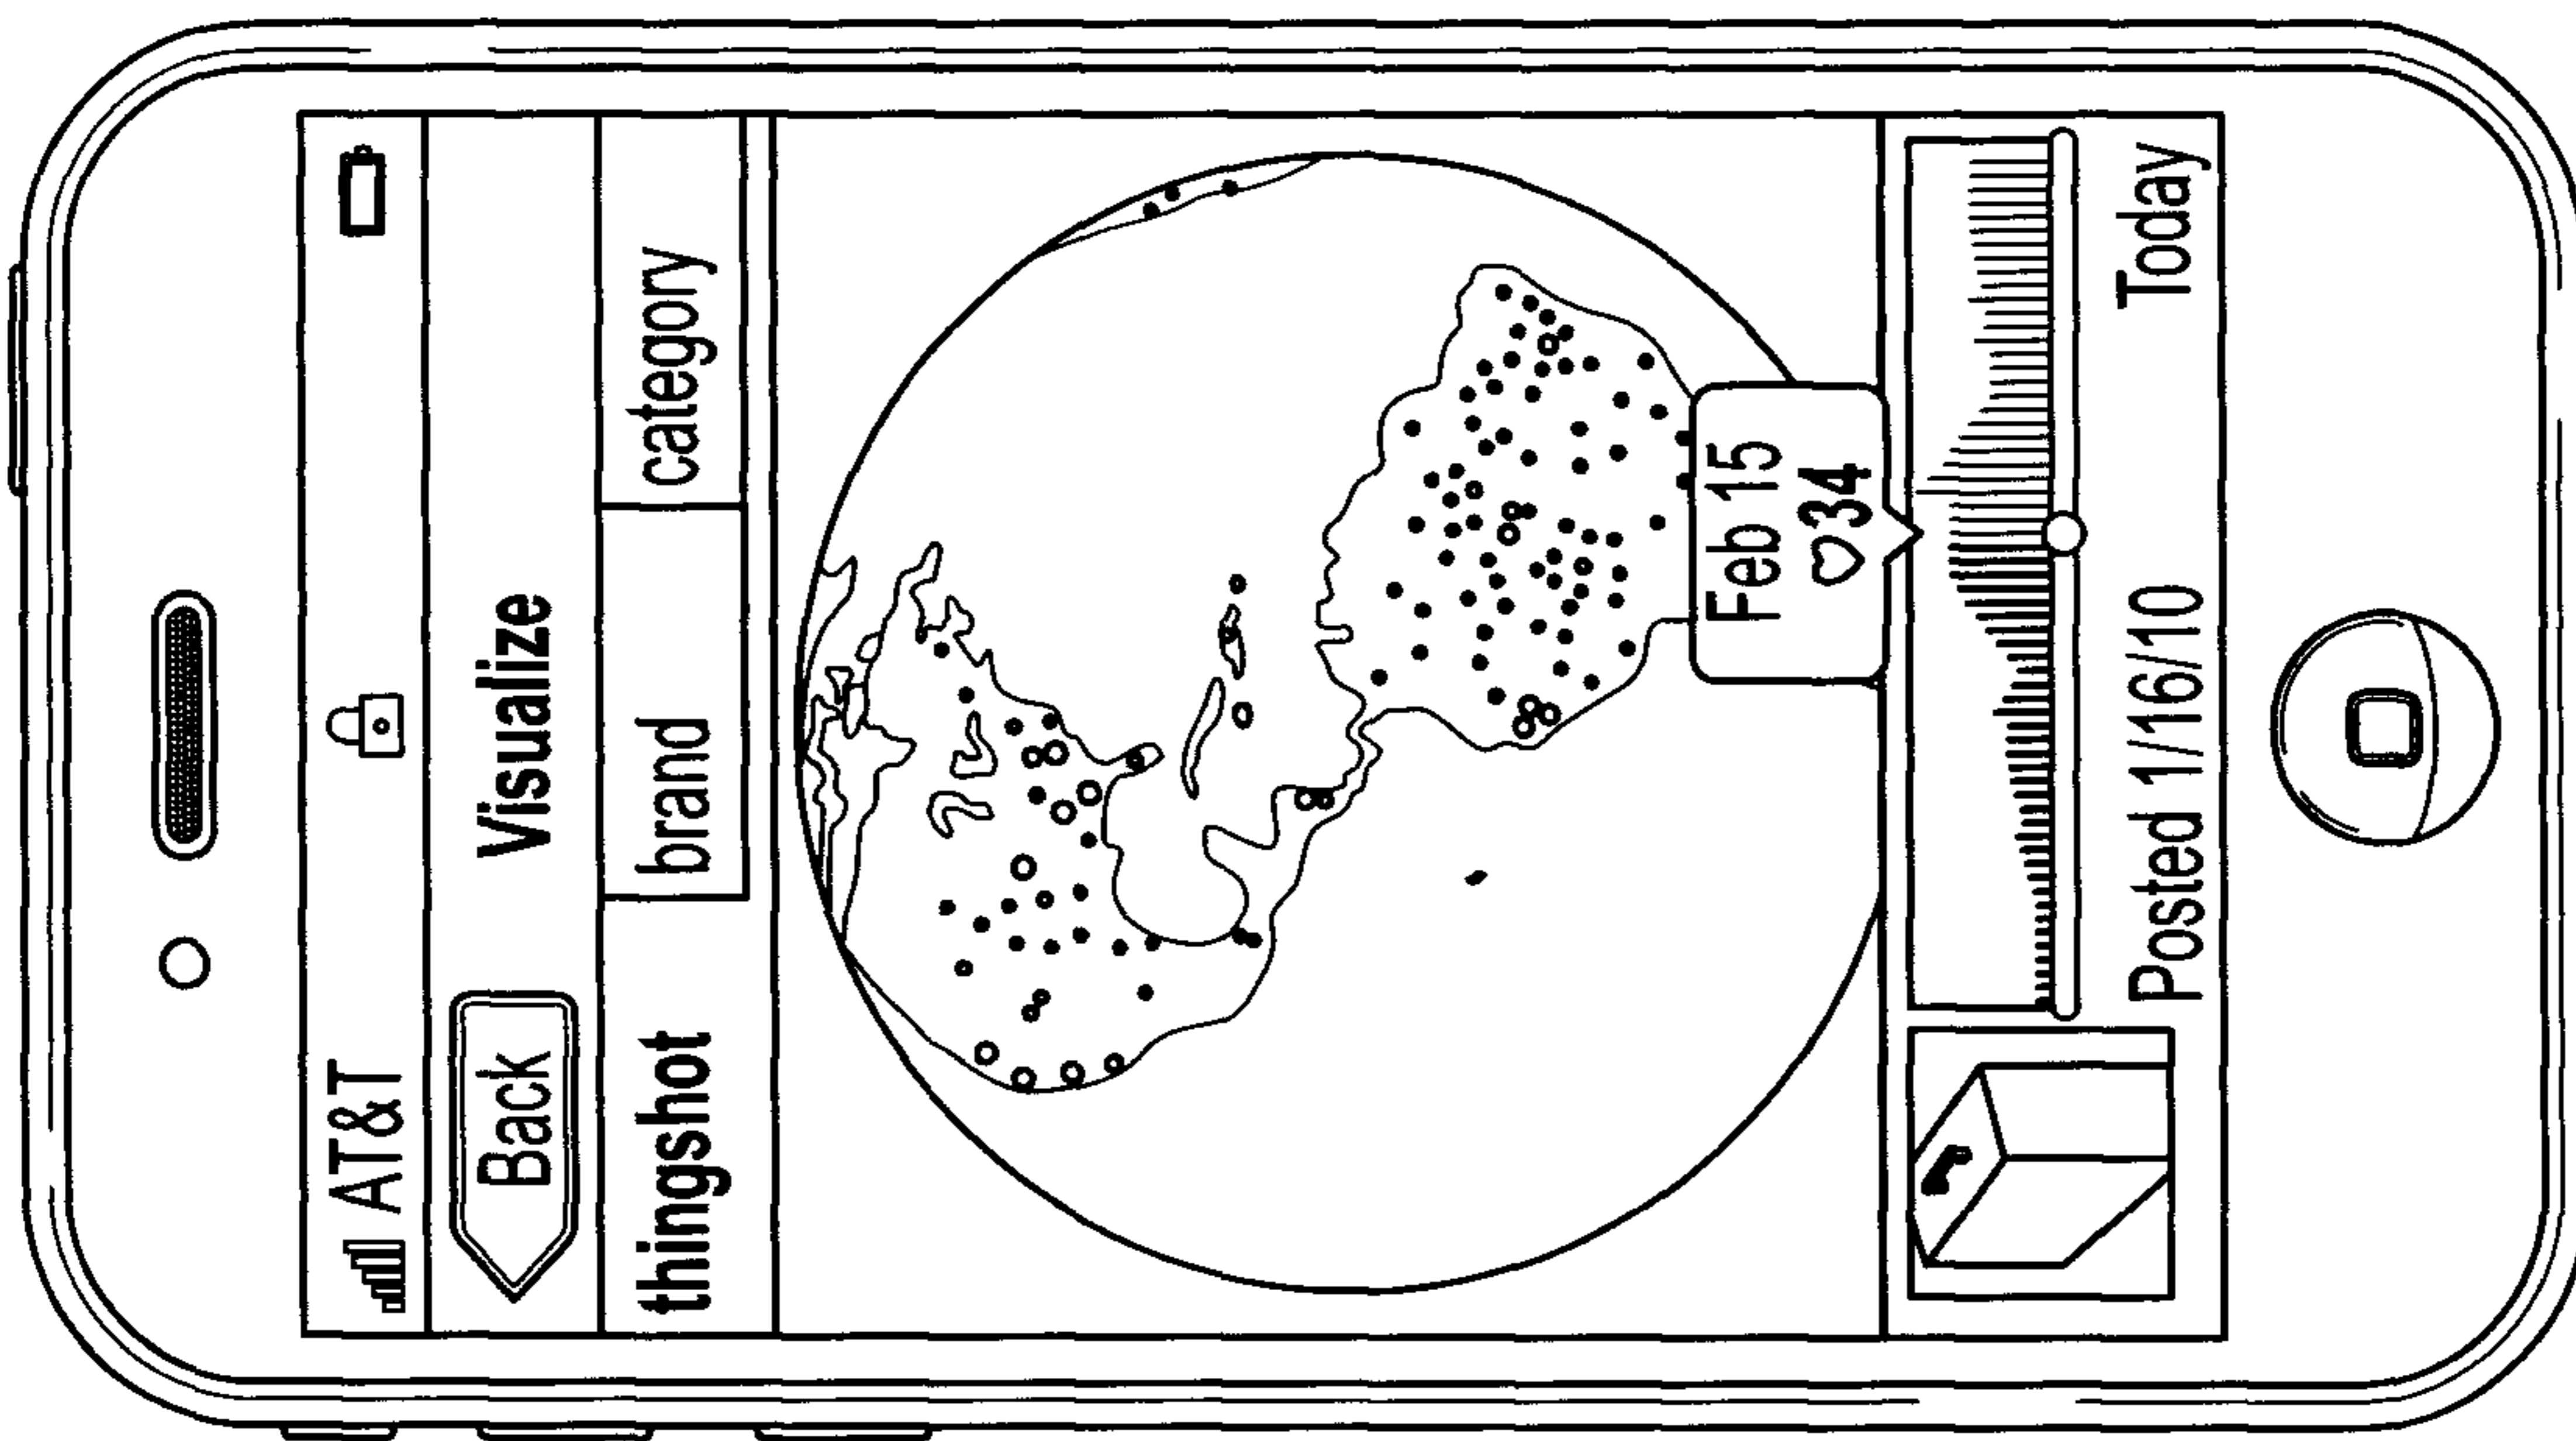 AT&T
Back Visualize
thingshot brand category
Feb 15
♡34
Posted 1/16/10 Today